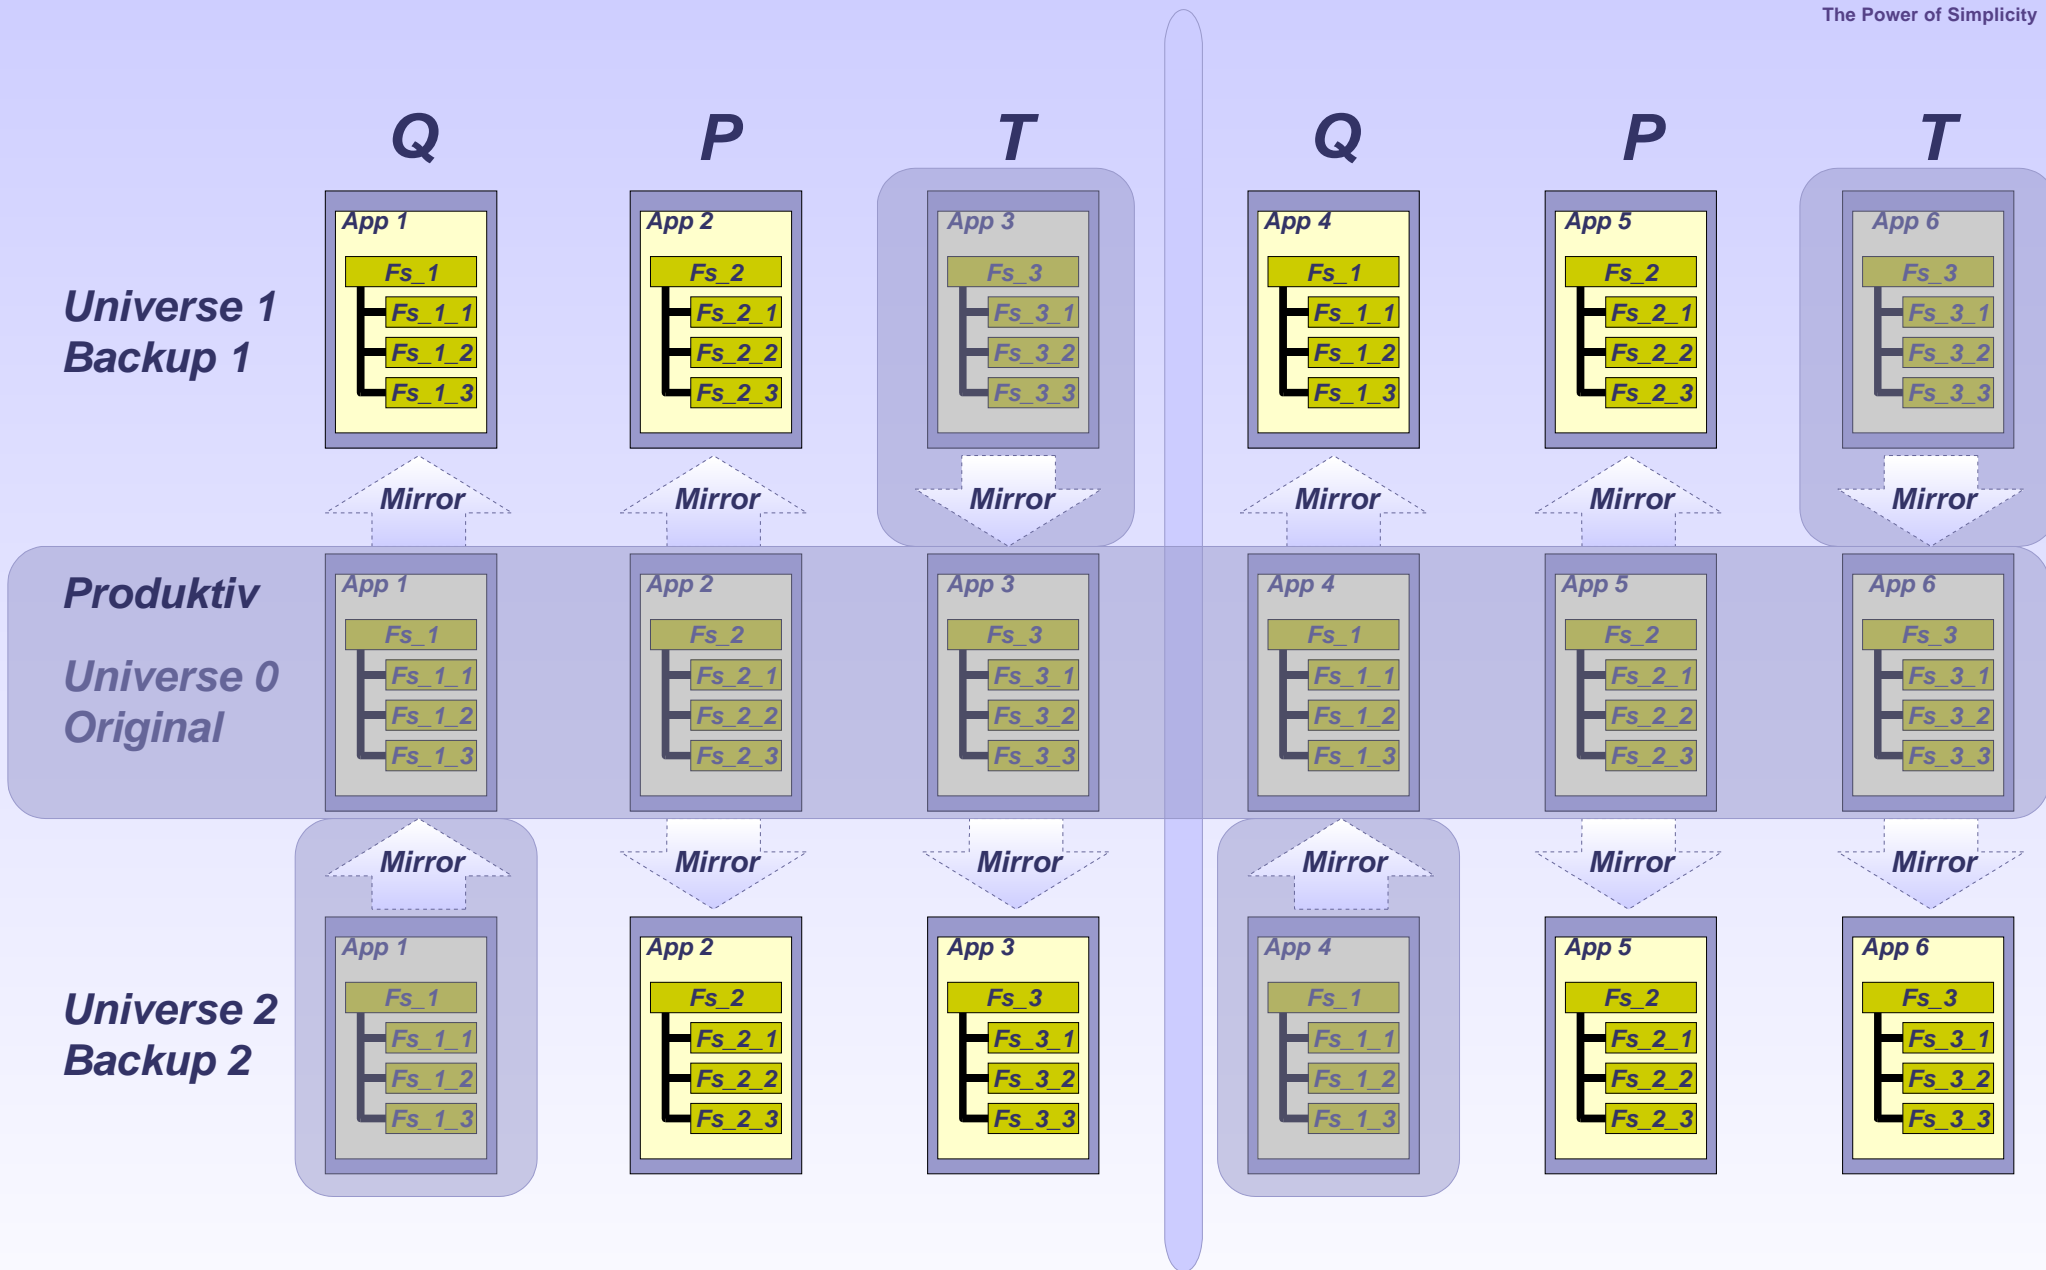 The Power of Simplicity
Q P T Q P T
Universe 1
Backup 1
App 1
Fs_1
Fs_1_1
Fs_1_2
Fs_1_3
App 2
Fs_2
Fs_2_1
Fs_2_2
Fs_2_3
App 3
Fs_3
Fs_3_1
Fs_3_2
Fs_3_3
App 4
Fs_1
Fs_1_1
Fs_1_2
Fs_1_3
App 5
Fs_2
Fs_2_1
Fs_2_2
Fs_2_3
App 6
Fs_3
Fs_3_1
Fs_3_2
Fs_3_3
Mirror Mirror Mirror Mirror Mirror Mirror
Produktiv
Universe 0
Original
App 1
Fs_1
Fs_1_1
Fs_1_2
Fs_1_3
App 2
Fs_2
Fs_2_1
Fs_2_2
Fs_2_3
App 3
Fs_3
Fs_3_1
Fs_3_2
Fs_3_3
App 4
Fs_1
Fs_1_1
Fs_1_2
Fs_1_3
App 5
Fs_2
Fs_2_1
Fs_2_2
Fs_2_3
App 6
Fs_3
Fs_3_1
Fs_3_2
Fs_3_3
Mirror Mirror Mirror Mirror Mirror Mirror
Universe 2
Backup 2
App 1
Fs_1
Fs_1_1
Fs_1_2
Fs_1_3
App 2
Fs_2
Fs_2_1
Fs_2_2
Fs_2_3
App 3
Fs_3
Fs_3_1
Fs_3_2
Fs_3_3
App 4
Fs_1
Fs_1_1
Fs_1_2
Fs_1_3
App 5
Fs_2
Fs_2_1
Fs_2_2
Fs_2_3
App 6
Fs_3
Fs_3_1
Fs_3_2
Fs_3_3